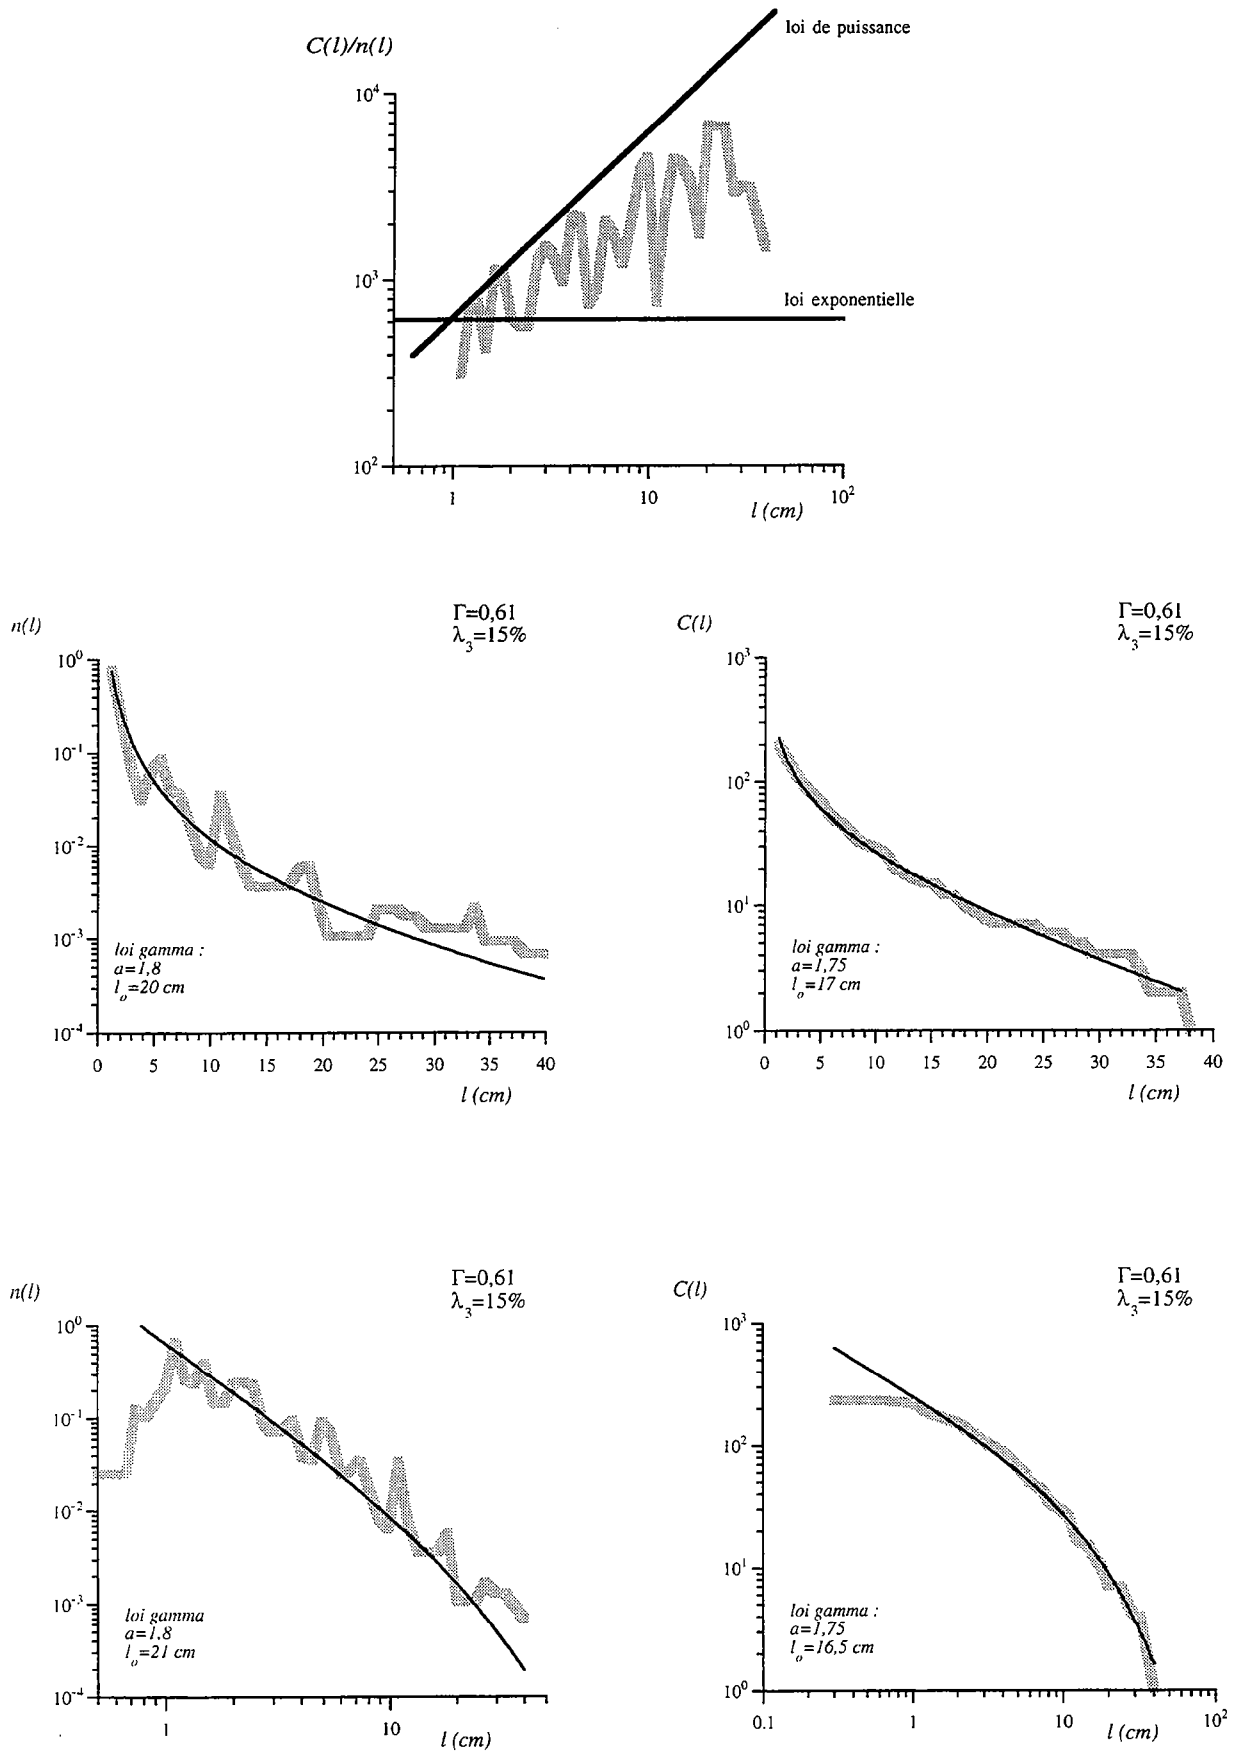 loi de puissance
C(l)/n(l)
10⁴
10³
loi exponentielle
10²
1 10 10²
l (cm)
Γ=0,61
λ₃=15%
n(l)
10⁰
10⁻¹
10⁻²
10⁻³
10⁻⁴
loi gamma :
a=1,8
lₒ=20 cm
0 5 10 15 20 25 30 35 40
l (cm)
Γ=0,61
λ₃=15%
C(l)
10³
10²
10¹
10⁰
loi gamma :
a=1,75
lₒ=17 cm
0 5 10 15 20 25 30 35 40
l (cm)
Γ=0,61
λ₃=15%
n(l)
10⁰
10⁻¹
10⁻²
10⁻³
10⁻⁴
loi gamma
a=1,8
lₒ=21 cm
1 10
l (cm)
Γ=0,61
λ₃=15%
C(l)
10³
10²
10¹
10⁰
loi gamma :
a=1,75
lₒ=16,5 cm
0.1 1 10 10²
l (cm)